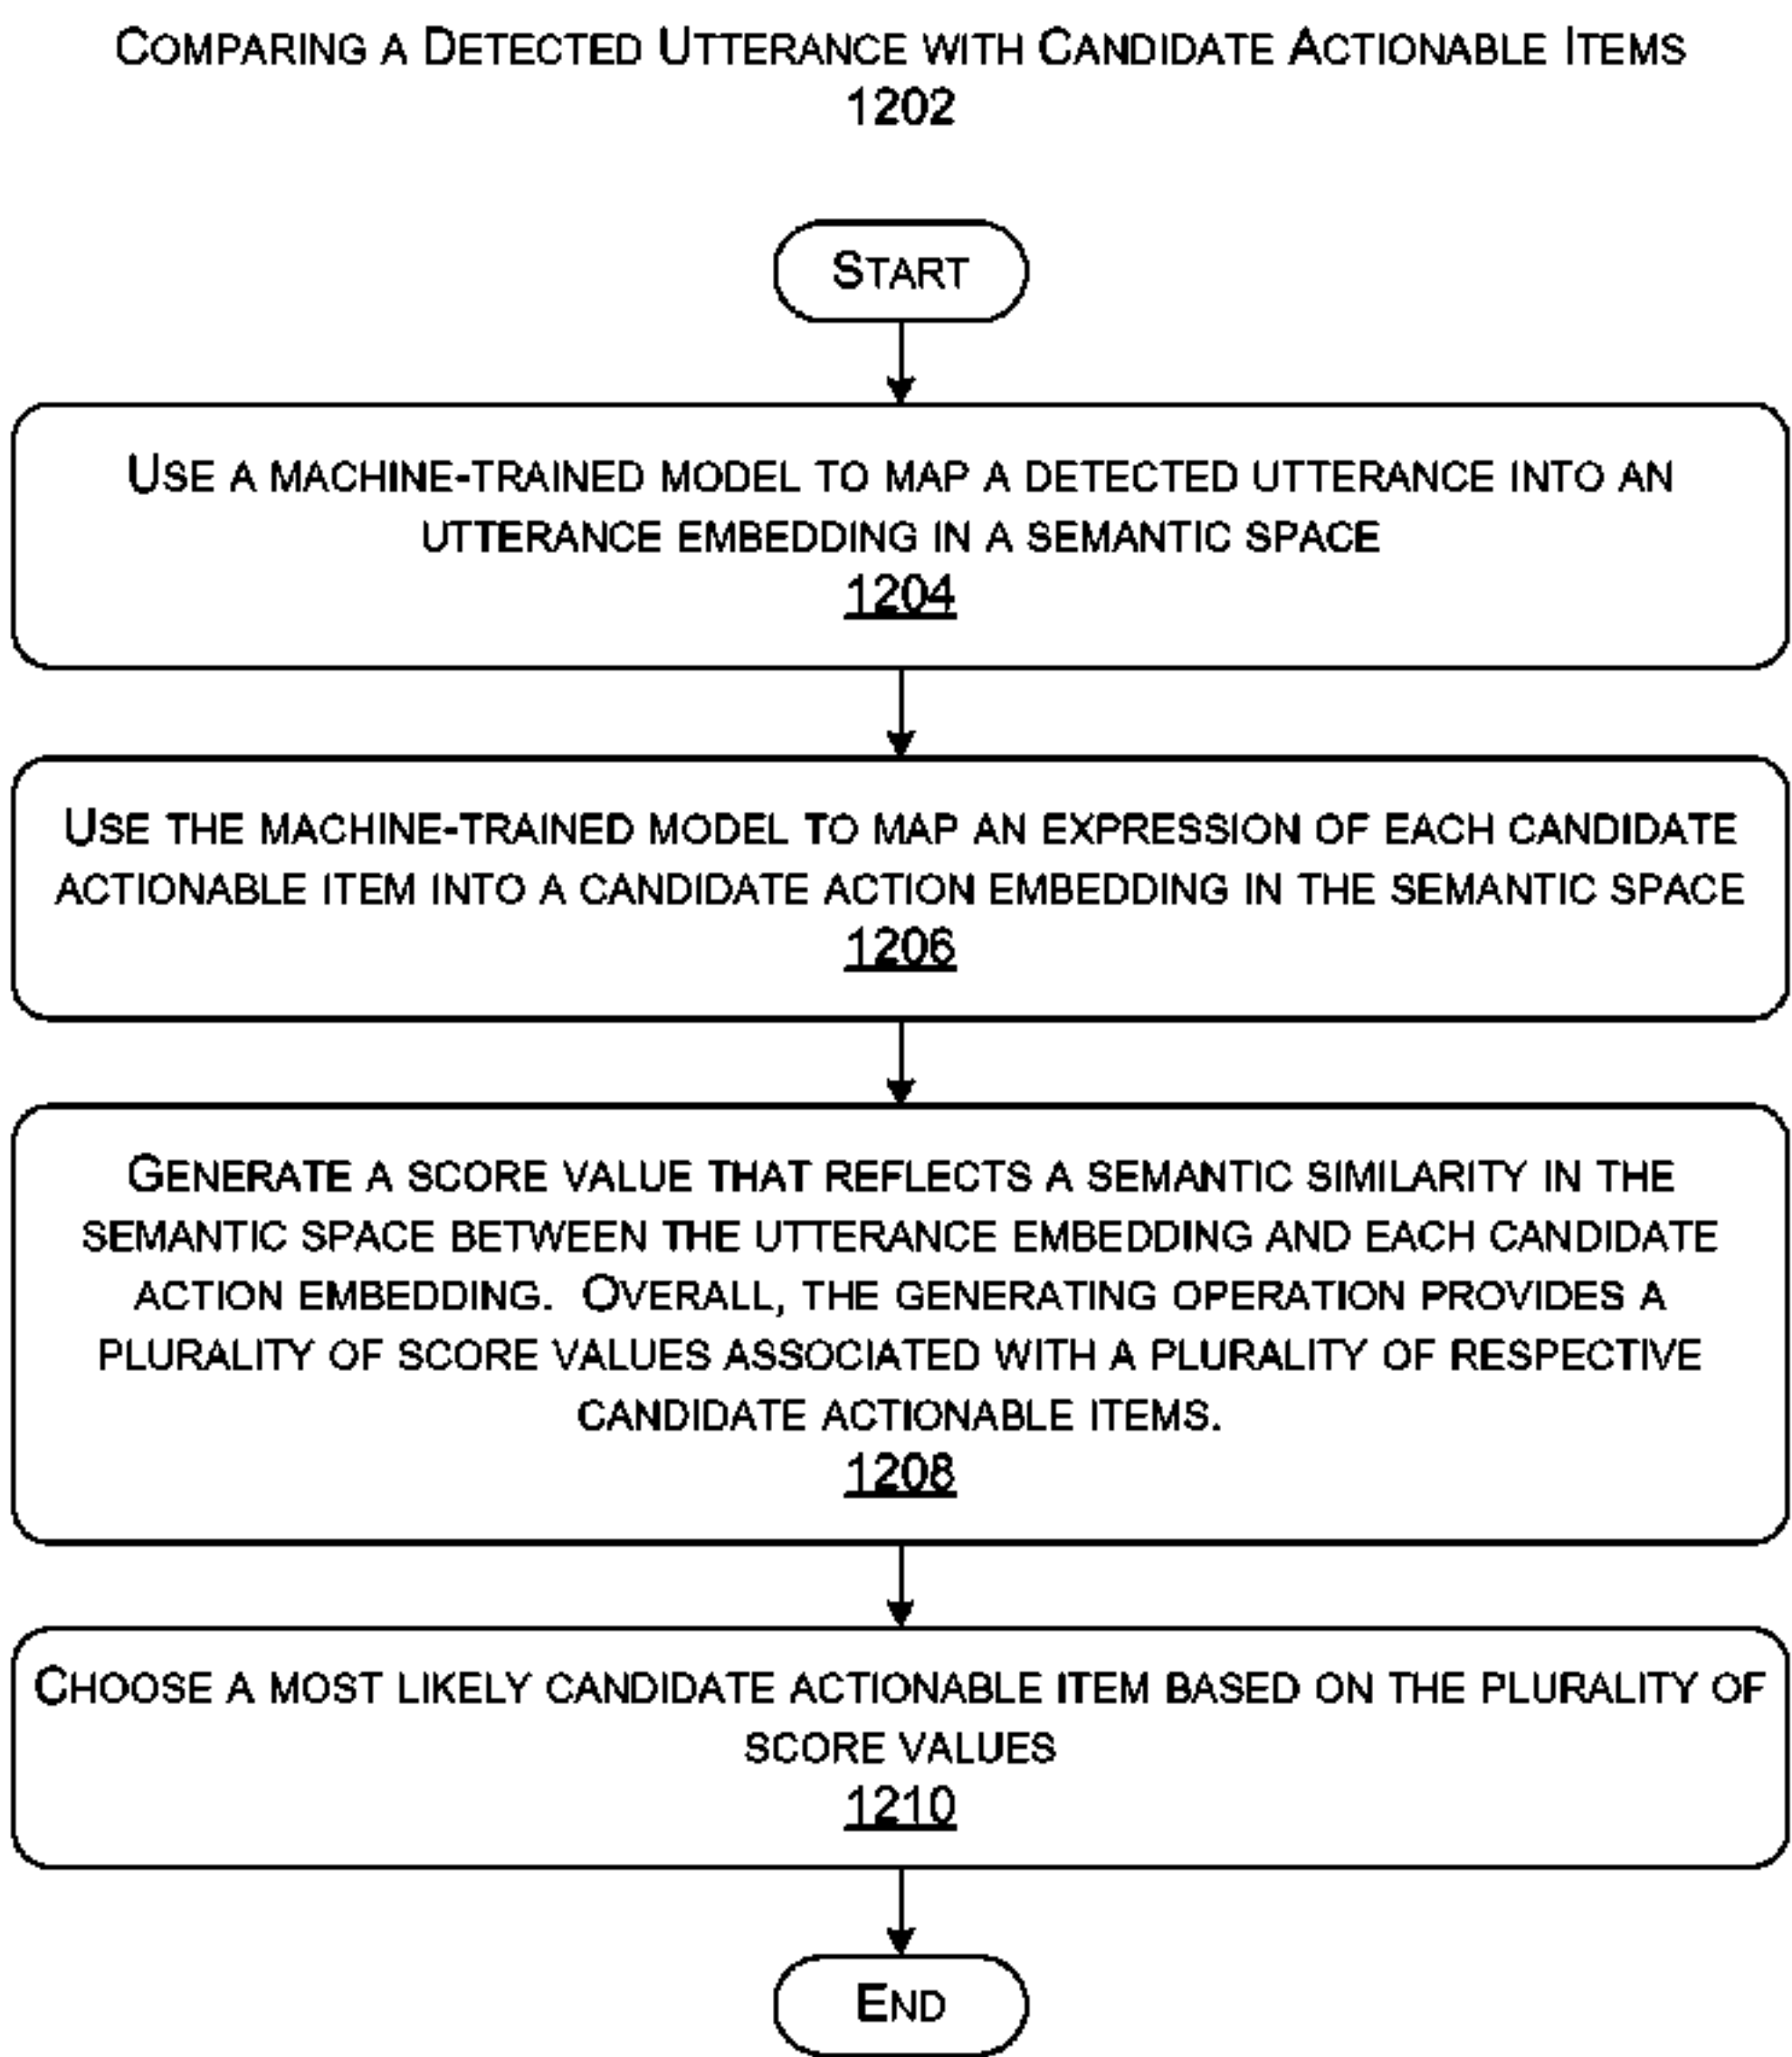 COMPARING A DETECTED UTTERANCE WITH CANDIDATE ACTIONABLE ITEMS
1202
START
USE A MACHINE-TRAINED MODEL TO MAP A DETECTED UTTERANCE INTO AN
UTTERANCE EMBEDDING IN A SEMANTIC SPACE
1204
USE THE MACHINE-TRAINED MODEL TO MAP AN EXPRESSION OF EACH CANDIDATE
ACTIONABLE ITEM INTO A CANDIDATE ACTION EMBEDDING IN THE SEMANTIC SPACE
1206
GENERATE A SCORE VALUE THAT REFLECTS A SEMANTIC SIMILARITY IN THE
SEMANTIC SPACE BETWEEN THE UTTERANCE EMBEDDING AND EACH CANDIDATE
ACTION EMBEDDING. OVERALL, THE GENERATING OPERATION PROVIDES A
PLURALITY OF SCORE VALUES ASSOCIATED WITH A PLURALITY OF RESPECTIVE
CANDIDATE ACTIONABLE ITEMS.
1208
CHOOSE A MOST LIKELY CANDIDATE ACTIONABLE ITEM BASED ON THE PLURALITY OF
SCORE VALUES
1210
END